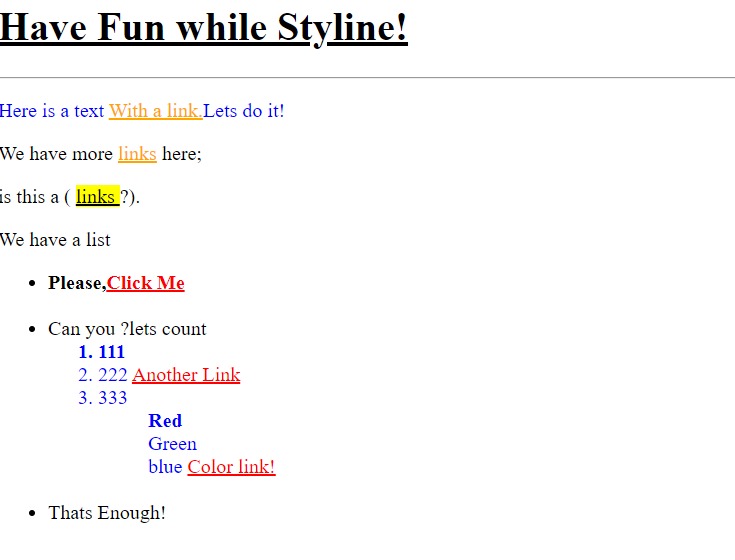 Have Fun while Styline!
Here is a text With a link.Lets do it!
We have more links here;
is this a ( links ?).
We have a list
• Please,Click Me
• Can you ?lets count
1. 111
2. 222 Another Link
3. 333
Red
Green
blue Color link!
• Thats Enough!